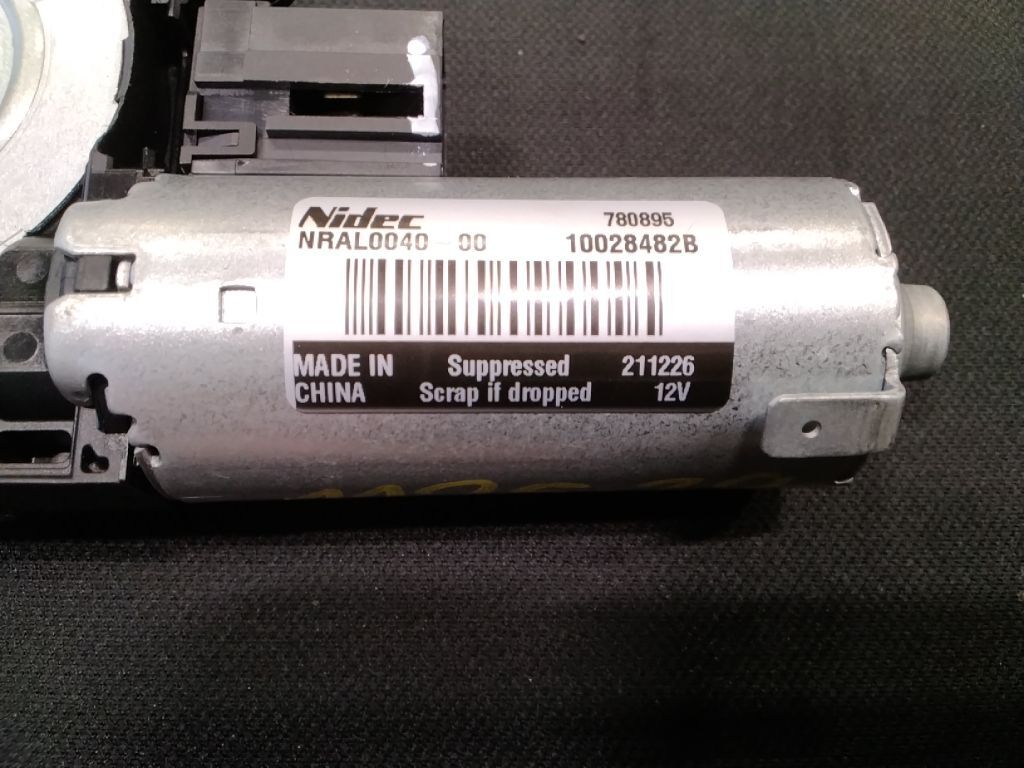 Nidec 780895
NRAL0040-00 10028482B
MADE IN Suppressed 211226
CHINA Scrap if dropped 12V